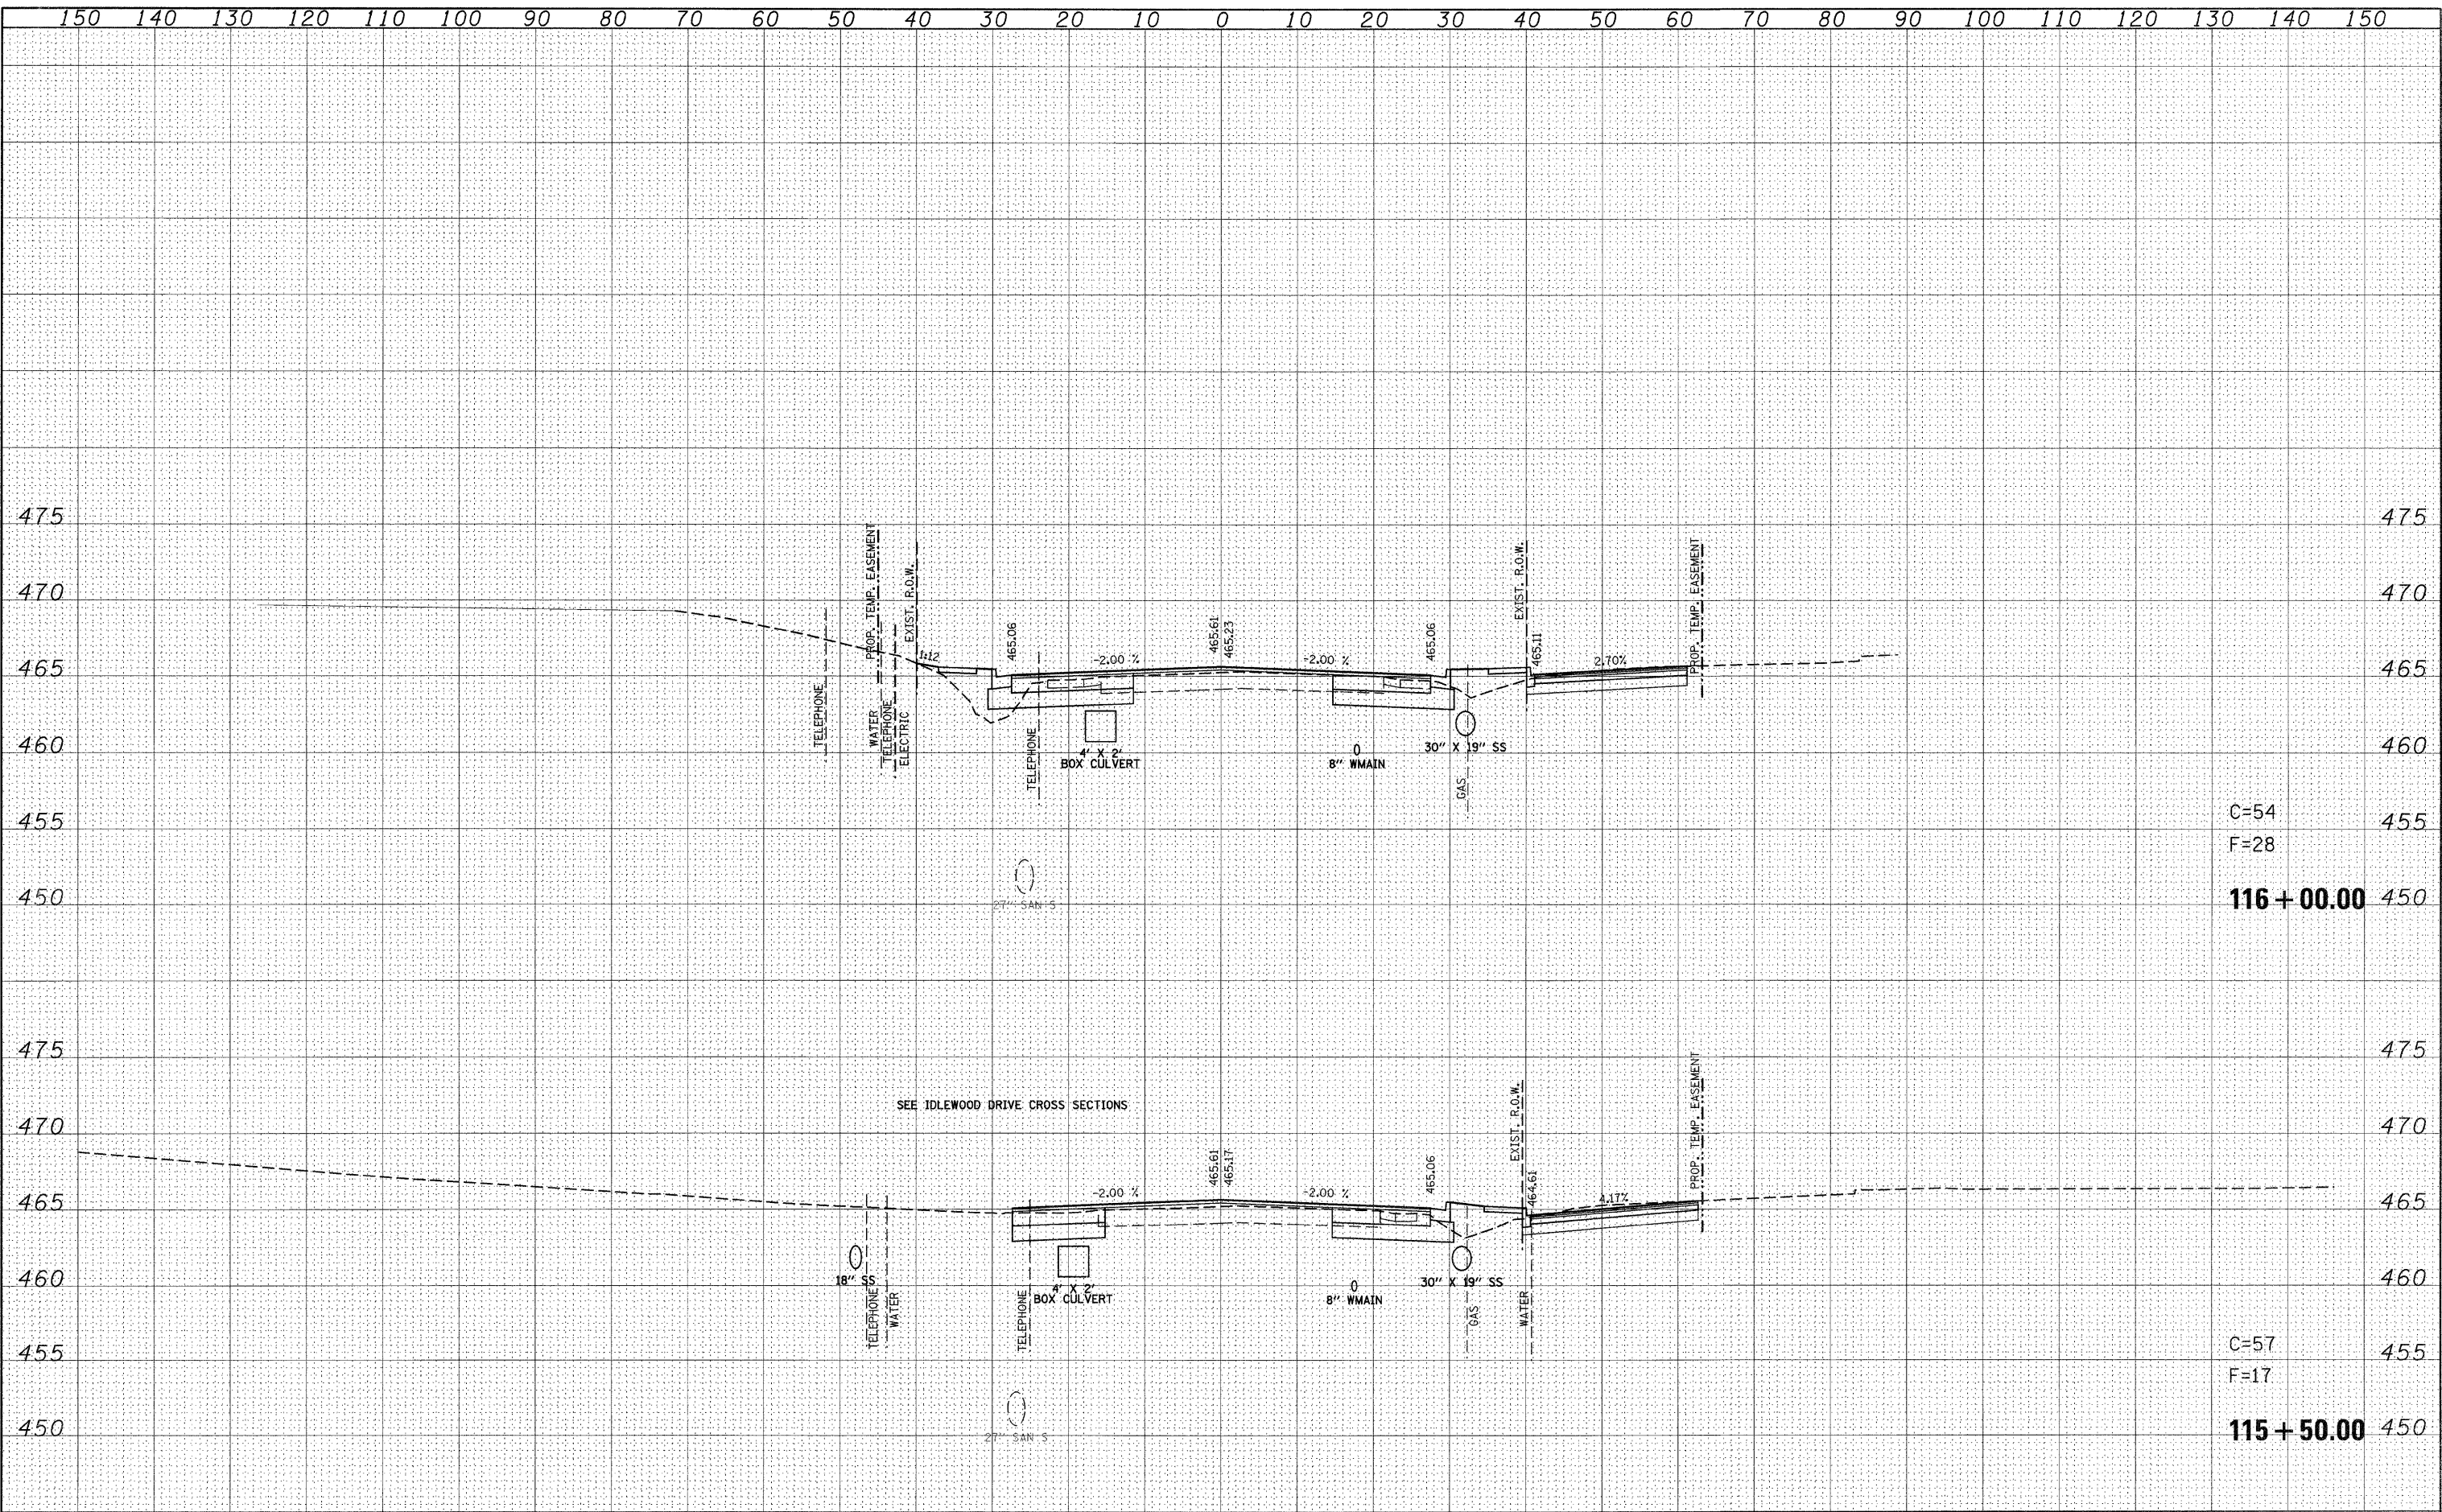 150 140 130 120 110 100 90 80 70 60 50 40 30 20 10 0 10 20 30 40 50 60 70 80 90 100 110 120 130 140 150
475 475
PROP. TEMP. EASEMENT
EXIST. R.O.W.
EXIST. R.O.W.
PROP. TEMP. EASEMENT
470 470
1:12
465.06
-2.00 %
465.61
465.23
-2.00 %
465.06
465.11
2.70%
465 465
TELEPHONE
WATER
TELEPHONE
ELECTRIC
TELEPHONE
4' X 2'
BOX CULVERT
8" WMAIN
30" X 19" SS
GAS
460 460
C=54
455 455
F=28
27" SAN S
450 116+00.00 450
475 475
SEE IDLEWOOD DRIVE CROSS SECTIONS
EXIST. R.O.W.
PROP. TEMP. EASEMENT
470 470
-2.00 %
465.61
465.17
-2.00 %
465.06
464.61
4.17%
465 465
18" SS
TELEPHONE
WATER
TELEPHONE
4' X 2'
BOX CULVERT
8" WMAIN
30" X 19" SS
GAS
WATER
460 460
C=57
455 455
F=17
27" SAN S
450 115+50.00 450